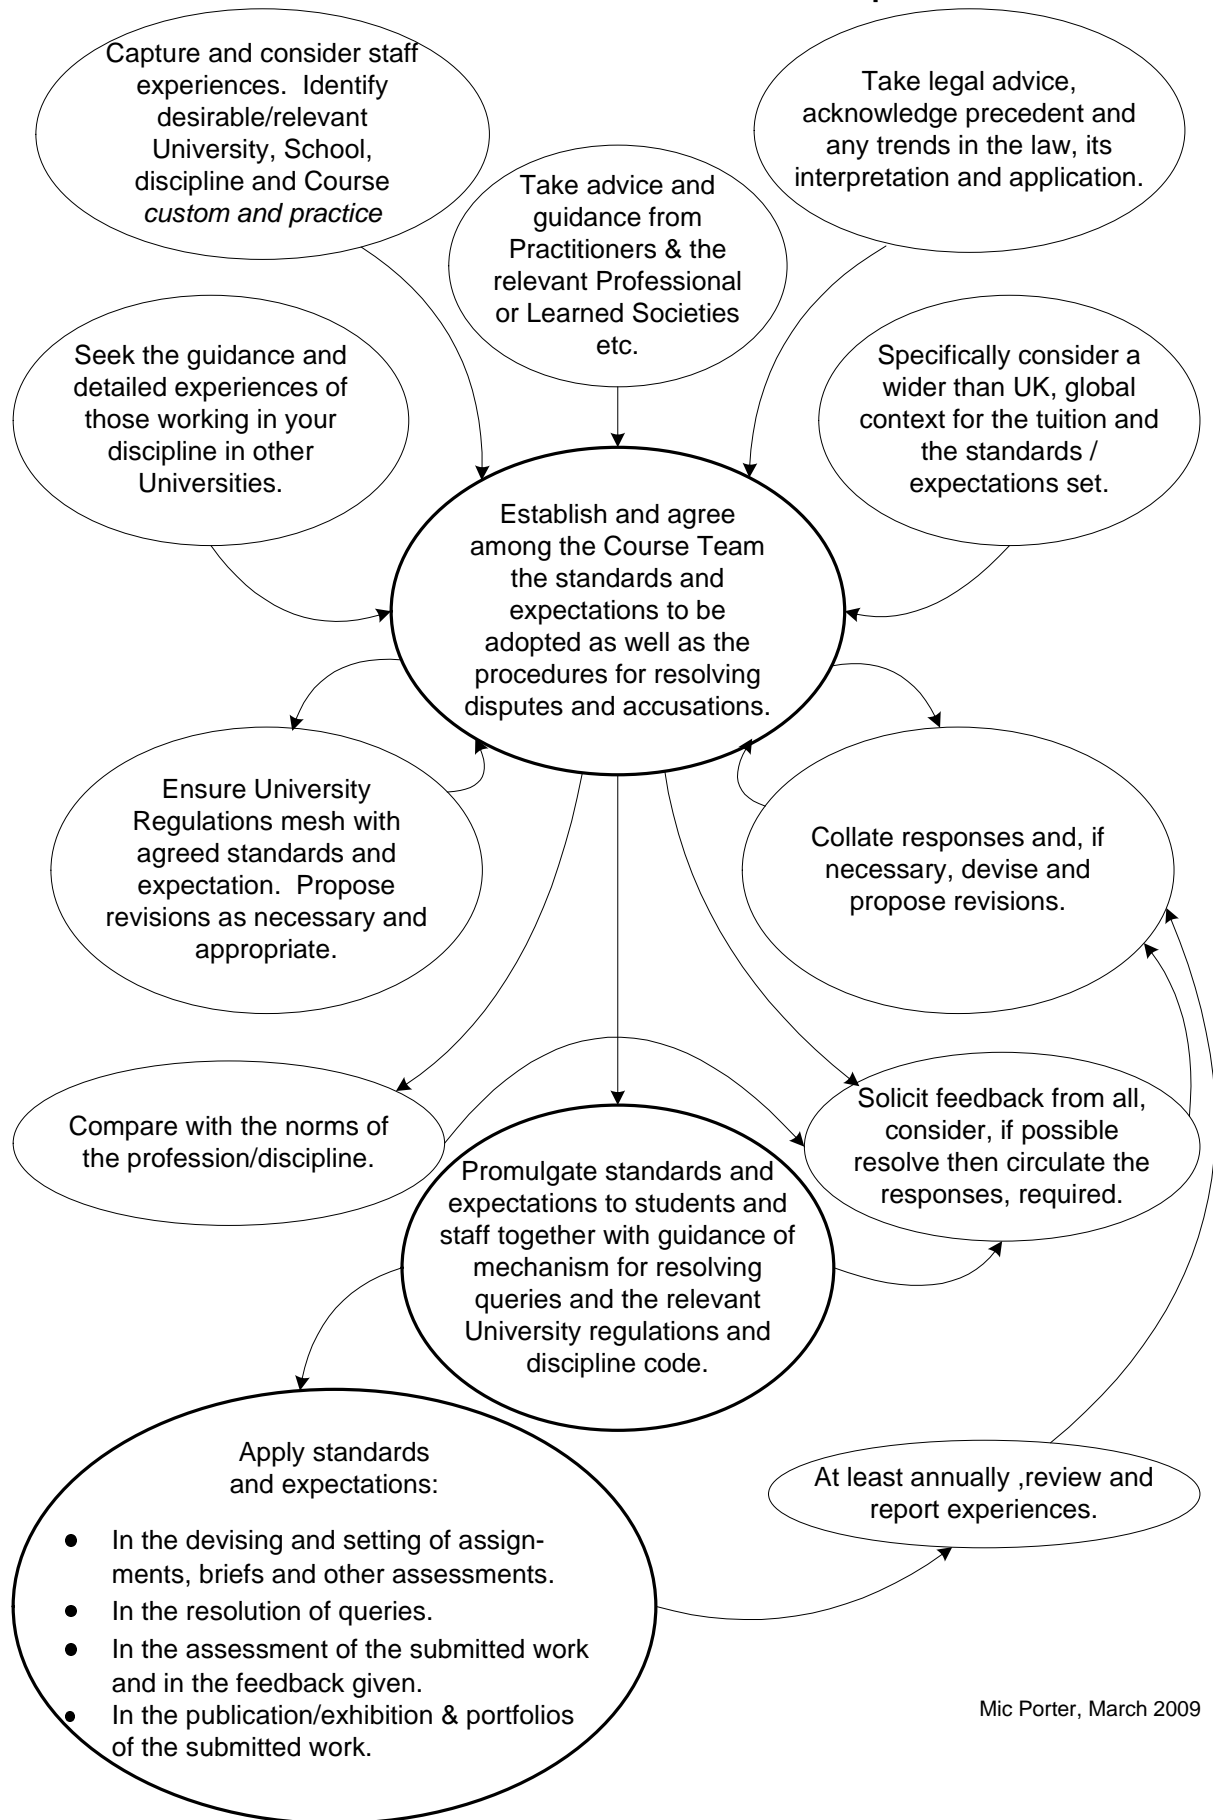 Capture and consider staff
experiences.  Identify
desirable/relevant
University, School,
discipline and Course
custom and practice
Take legal advice,
acknowledge precedent and
any trends in the law, its
interpretation and application.
Take advice and
guidance from
Practitioners & the
relevant Professional
or Learned Societies
etc.
Seek the guidance and
detailed experiences of
those working in your
discipline in other
Universities.
Specifically consider a
wider than UK, global
context for the tuition and
the standards /
expectations set.
Establish and agree
among the Course Team
the standards and
expectations to be
adopted as well as the
procedures for resolving
disputes and accusations.
Ensure University
Regulations mesh with
agreed standards and
expectation.  Propose
revisions as necessary and
appropriate.
Collate responses and, if
necessary, devise and
propose revisions.
Compare with the norms of
the profession/discipline.
Solicit feedback from all,
consider, if possible
resolve then circulate the
responses, required.
Promulgate standards and
expectations to students and
staff together with guidance of
mechanism for resolving
queries and the relevant
University regulations and
discipline code.
Apply standards
and expectations:
● In the devising and setting of assign-
ments, briefs and other assessments.
● In the resolution of queries.
● In the assessment of the submitted work
and in the feedback given.
● In the publication/exhibition & portfolios
of the submitted work.
At least annually ,review and
report experiences.
Mic Porter, March 2009